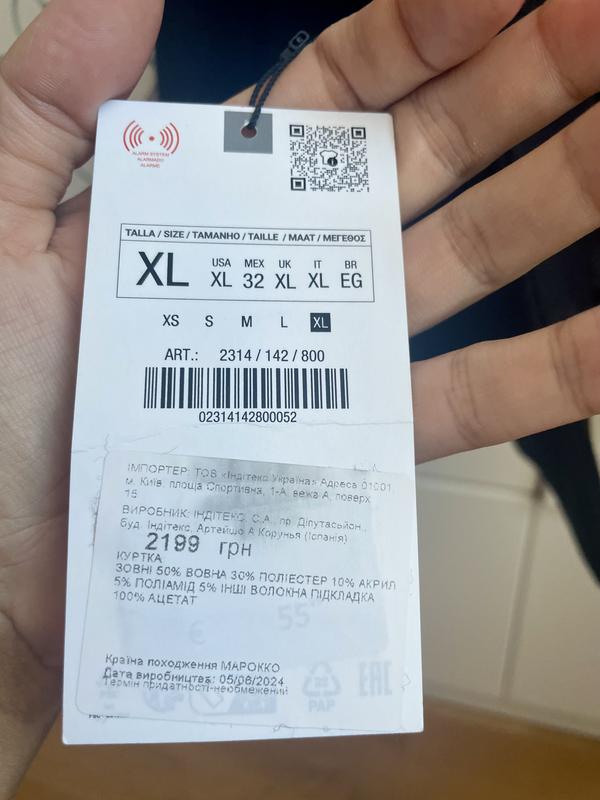 ALARM SYSTEM
ALARMADO
ALARME
TALLA / SIZE / TAMANHO / TAILLE / MAAT / ΜΕΓΕΘΟΣ
XL
USA MEX UK IT BR
XL 32 XL XL EG
XS S M L XL
ART.: 2314 / 142 / 800
02314142800052
ІМПОРТЕР: ТОВ «Індітекс Україна» Адреса 01001
м. Київ, площа Спортивна, 1-А, вежа А, поверх
15
ВИРОБНИК: ІНДІТЕКС, С.А., пр. Діпутасьйон,
буд. Індітекс, Артейшо А Корунья (Іспанія)
2199 грн
КУРТКА
ЗОВНІ 50% ВОВНА 30% ПОЛІЕСТЕР 10% АКРИЛ
5% ПОЛІАМІД 5% ІНШІ ВОЛОКНА ПІДКЛАДКА
100% АЦЕТАТ
€ 55
Країна походження МАРОККО
Дата виробництва: 05/06/2024
Термін придатності-необмежений
PAP
EAC